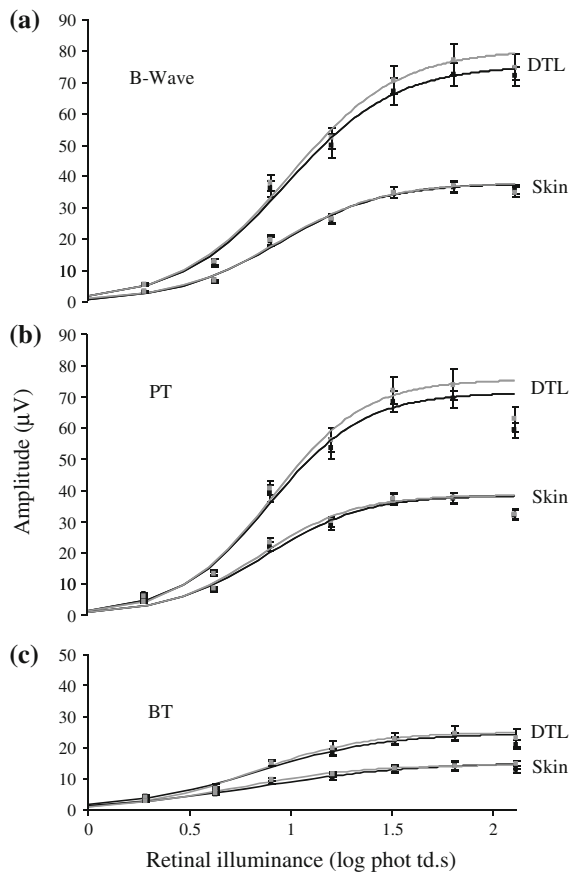 (a)
90
80
70
60
50
40
30
20
10
0
B-Wave
DTL
Skin
(b)
90
80
70
60
50
40
30
20
10
0
PT
DTL
Skin
Amplitude (µV)
(c)
50
40
30
20
10
0
BT
DTL
Skin
0 0.5 1 1.5 2
Retinal illuminance (log phot td.s)